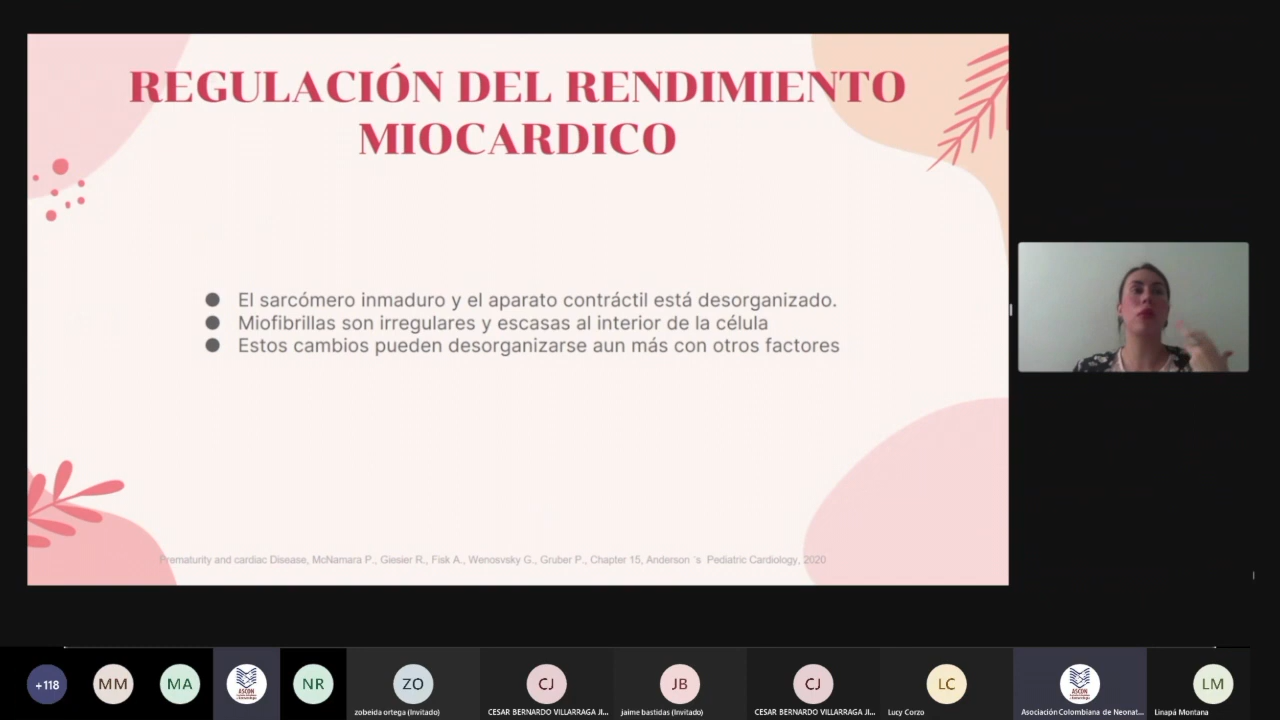 REGULACIÓN DEL RENDIMIENTO
MIOCARDICO
● El sarcómero inmaduro y el aparato contráctil está desorganizado.
● Miofibrillas son irregulares y escasas al interior de la célula
● Estos cambios pueden desorganizarse aun más con otros factores
Prematurity and cardiac Disease, McNamara P., Giesier R., Fisk A., Wenosvsky G., Gruber P., Chapter 15, Anderson ´s Pediatric Cardiology, 2020
+118
MM
MA
ASCON
NR
ZO
zobeida ortega (Invitado)
CJ
CESAR BERNARDO VILLARRAGA JI...
JB
jaime bastidas (Invitado)
CJ
CESAR BERNARDO VILLARRAGA JI...
LC
Lucy Corzo
ASCON
Asociación Colombiana de Neonat...
LM
Linapá Montana